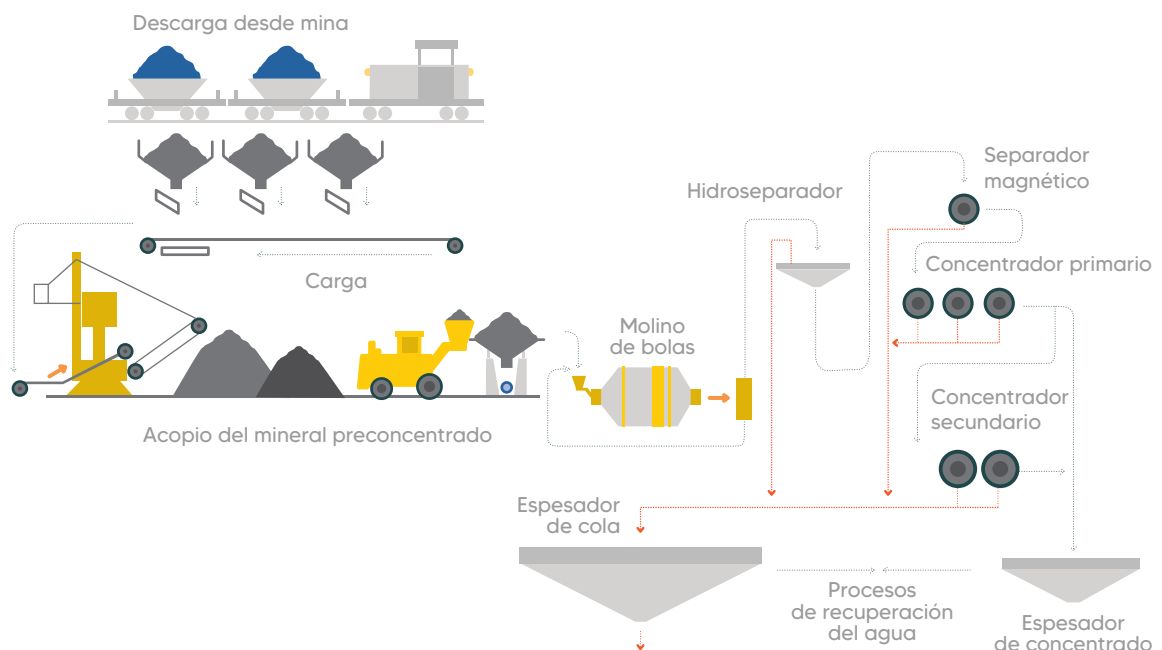 Descarga desde mina
Carga
Acopio del mineral preconcentrado
Molino
de bolas
Hidroseparador
Separador
magnético
Concentrador primario
Concentrador
secundario
Espesador
de cola
Procesos
de recuperación
del agua
Espesador
de concentrado